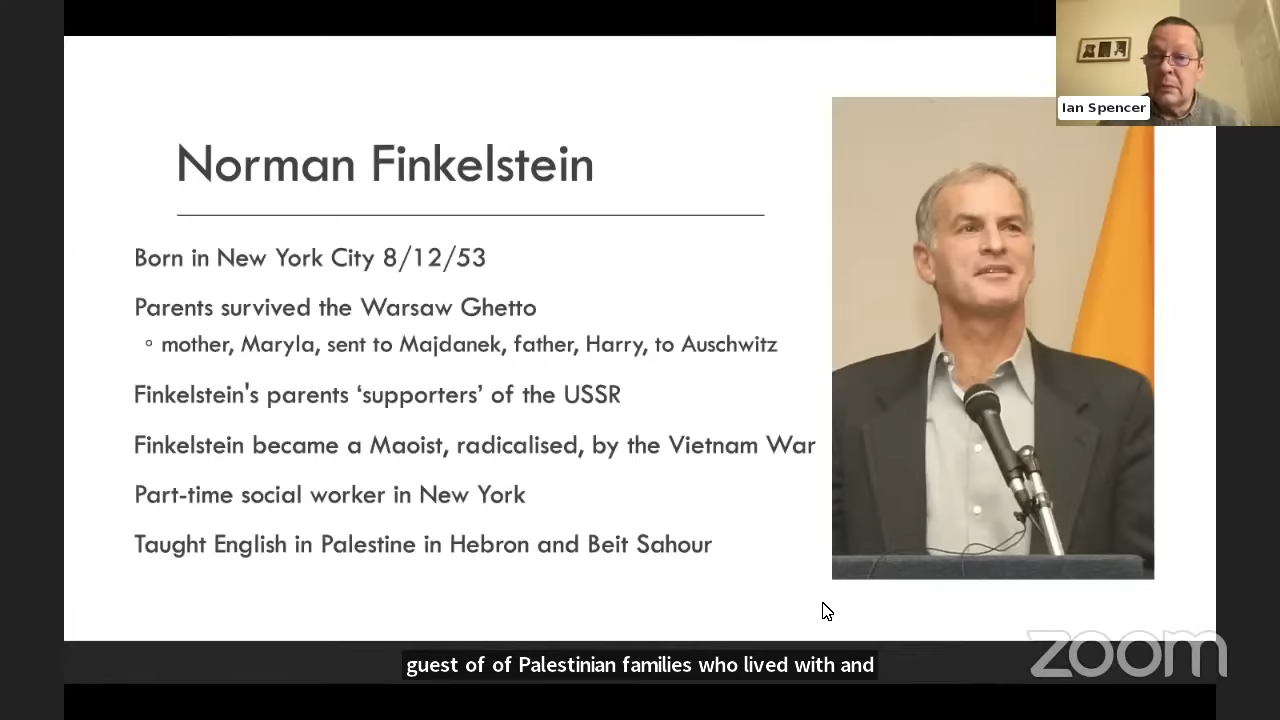 Ian Spencer
Norman Finkelstein
Born in New York City 8/12/53
Parents survived the Warsaw Ghetto
◦ mother, Maryla, sent to Majdanek, father, Harry, to Auschwitz
Finkelstein's parents ‘supporters’ of the USSR
Finkelstein became a Maoist, radicalised, by the Vietnam War
Part-time social worker in New York
Taught English in Palestine in Hebron and Beit Sahour
zoom
guest of of Palestinian families who lived with and